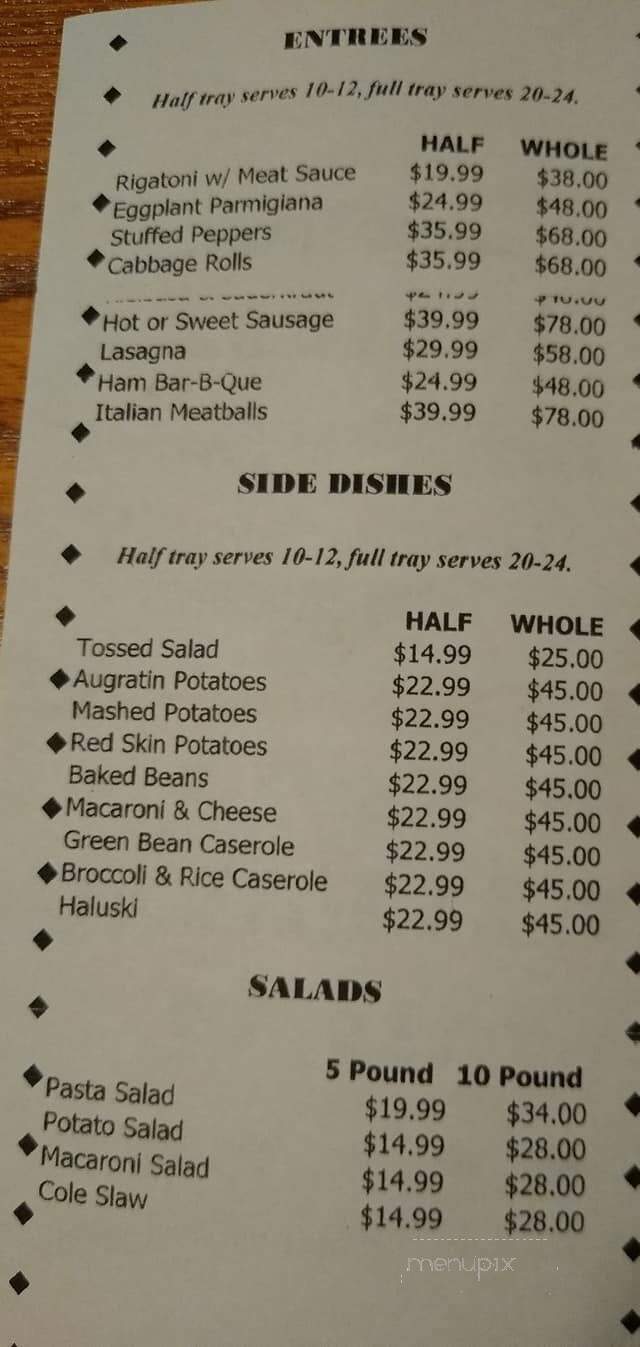 ENTREES
Half tray serves 10-12, full tray serves 20-24.
HALF WHOLE
Rigatoni w/ Meat Sauce $19.99 $38.00
Eggplant Parmigiana $24.99 $48.00
Stuffed Peppers $35.99 $68.00
Cabbage Rolls $35.99 $68.00
Hot or Sweet Sausage $39.99 $78.00
Lasagna $29.99 $58.00
Ham Bar-B-Que $24.99 $48.00
Italian Meatballs $39.99 $78.00
SIDE DISHES
Half tray serves 10-12, full tray serves 20-24.
HALF WHOLE
Tossed Salad $14.99 $25.00
Augratin Potatoes $22.99 $45.00
Mashed Potatoes $22.99 $45.00
Red Skin Potatoes $22.99 $45.00
Baked Beans $22.99 $45.00
Macaroni & Cheese $22.99 $45.00
Green Bean Caserole $22.99 $45.00
Broccoli & Rice Caserole $22.99 $45.00
Haluski $22.99 $45.00
SALADS
5 Pound 10 Pound
Pasta Salad $19.99 $34.00
Potato Salad $14.99 $28.00
Macaroni Salad $14.99 $28.00
Cole Slaw $14.99 $28.00
menupix